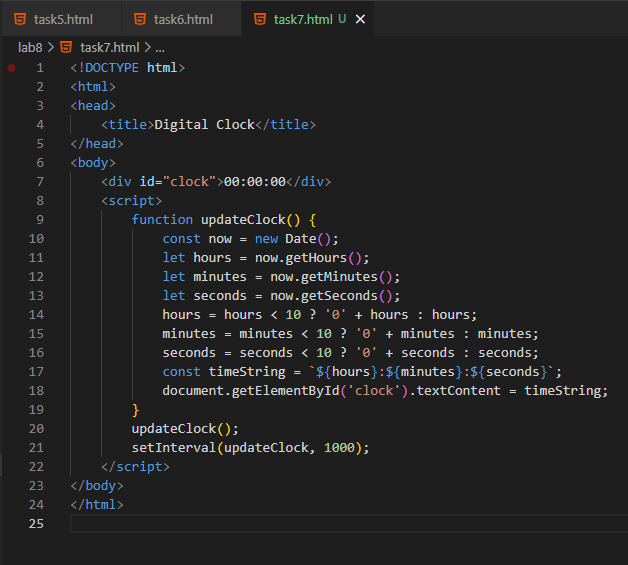 task5.html task6.html task7.html U ×
lab8 > task7.html > ...
1 <!DOCTYPE html>
2 <html>
3 <head>
4     <title>Digital Clock</title>
5 </head>
6 <body>
7     <div id="clock">00:00:00</div>
8     <script>
9         function updateClock() {
10             const now = new Date();
11             let hours = now.getHours();
12             let minutes = now.getMinutes();
13             let seconds = now.getSeconds();
14             hours = hours < 10 ? '0' + hours : hours;
15             minutes = minutes < 10 ? '0' + minutes : minutes;
16             seconds = seconds < 10 ? '0' + seconds : seconds;
17             const timeString = `${hours}:${minutes}:${seconds}`;
18             document.getElementById('clock').textContent = timeString;
19         }
20         updateClock();
21         setInterval(updateClock, 1000);
22     </script>
23 </body>
24 </html>
25